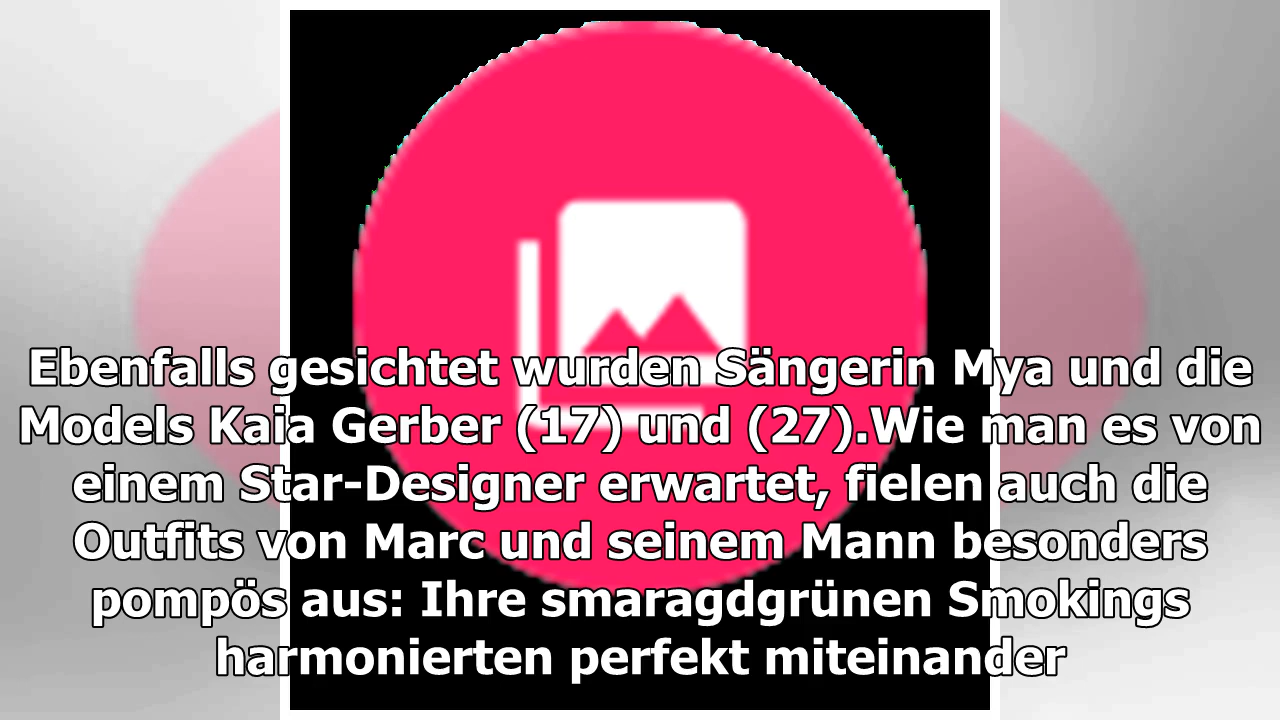 Ebenfalls gesichtet wurden Sängerin Mya und die
Models Kaia Gerber (17) und (27).Wie man es von
einem Star-Designer erwartet, fielen auch die
Outfits von Marc und seinem Mann besonders
pompös aus: Ihre smaragdgrünen Smokings
harmonierten perfekt miteinander